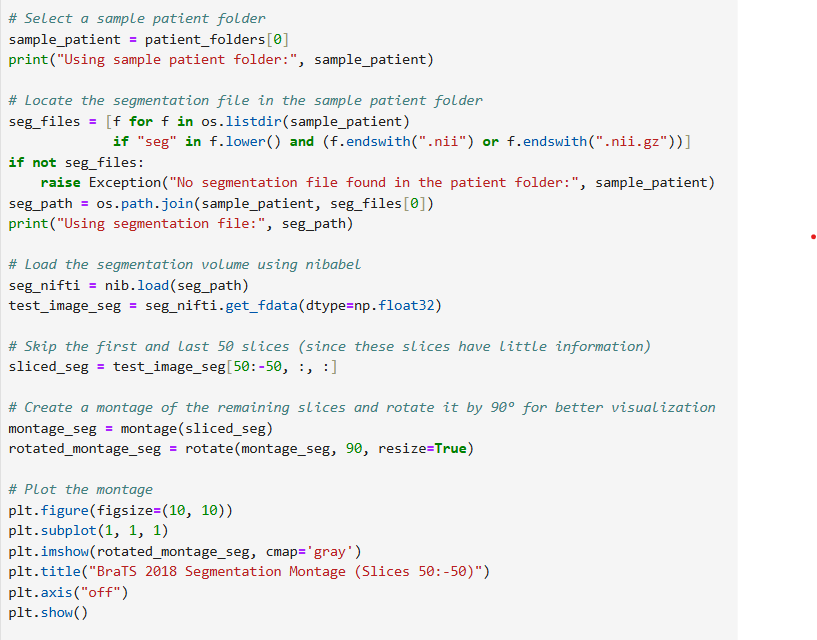 # Select a sample patient folder
sample_patient = patient_folders[0]
print("Using sample patient folder:", sample_patient)
# Locate the segmentation file in the sample patient folder
seg_files = [f for f in os.listdir(sample_patient)
if "seg" in f.lower() and (f.endswith(".nii") or f.endswith(".nii.gz"))]
if not seg_files:
raise Exception("No segmentation file found in the patient folder:", sample_patient)
seg_path = os.path.join(sample_patient, seg_files[0])
print("Using segmentation file:", seg_path)
# Load the segmentation volume using nibabel
seg_nifti = nib.load(seg_path)
test_image_seg = seg_nifti.get_fdata(dtype=np.float32)
# Skip the first and last 50 slices (since these slices have little information)
sliced_seg = test_image_seg[50:-50, :, :]
# Create a montage of the remaining slices and rotate it by 90° for better visualization
montage_seg = montage(sliced_seg)
rotated_montage_seg = rotate(montage_seg, 90, resize=True)
# Plot the montage
plt.figure(figsize=(10, 10))
plt.subplot(1, 1, 1)
plt.imshow(rotated_montage_seg, cmap='gray')
plt.title("BraTS 2018 Segmentation Montage (Slices 50:-50)")
plt.axis("off")
plt.show()